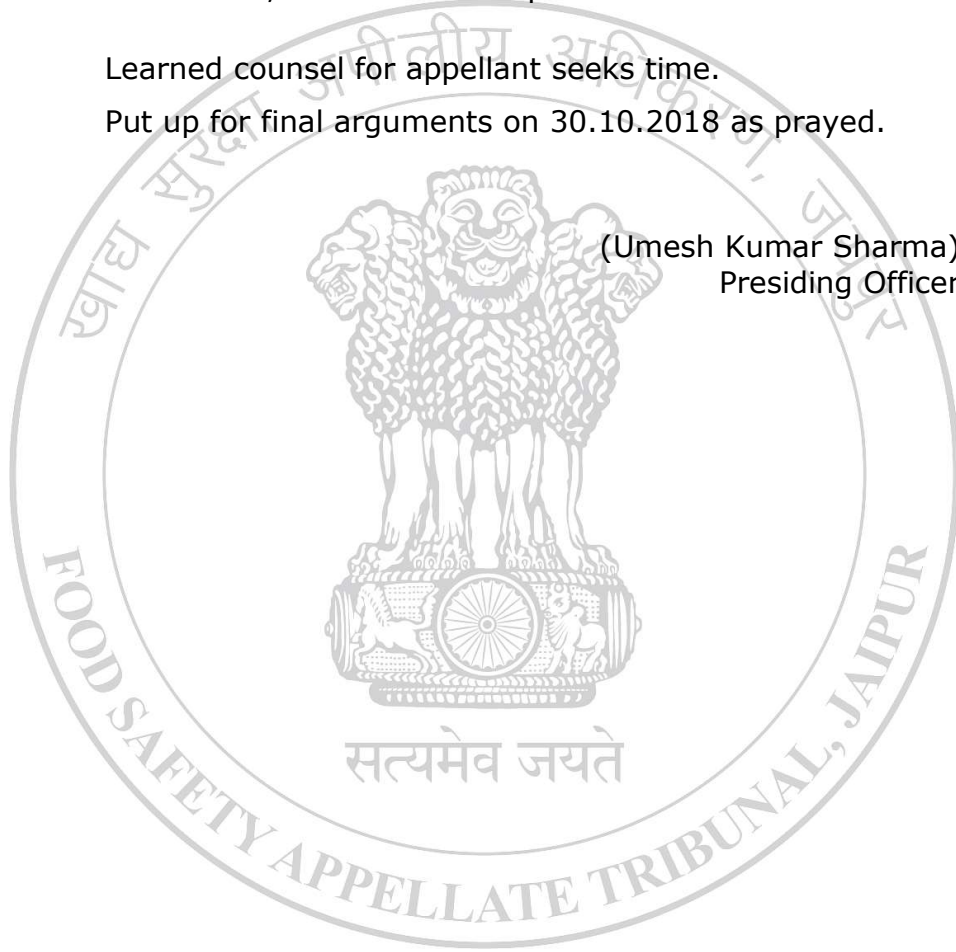 Learned counsel for appellant seeks time.
Put up for final arguments on 30.10.2018 as prayed.
(Umesh Kumar Sharma)
Presiding Officer
खाद्य सुरक्षा अपीलीय अधिकरण, जयपुर
सत्यमेव जयते
FOOD SAFETY APPELLATE TRIBUNAL, JAIPUR